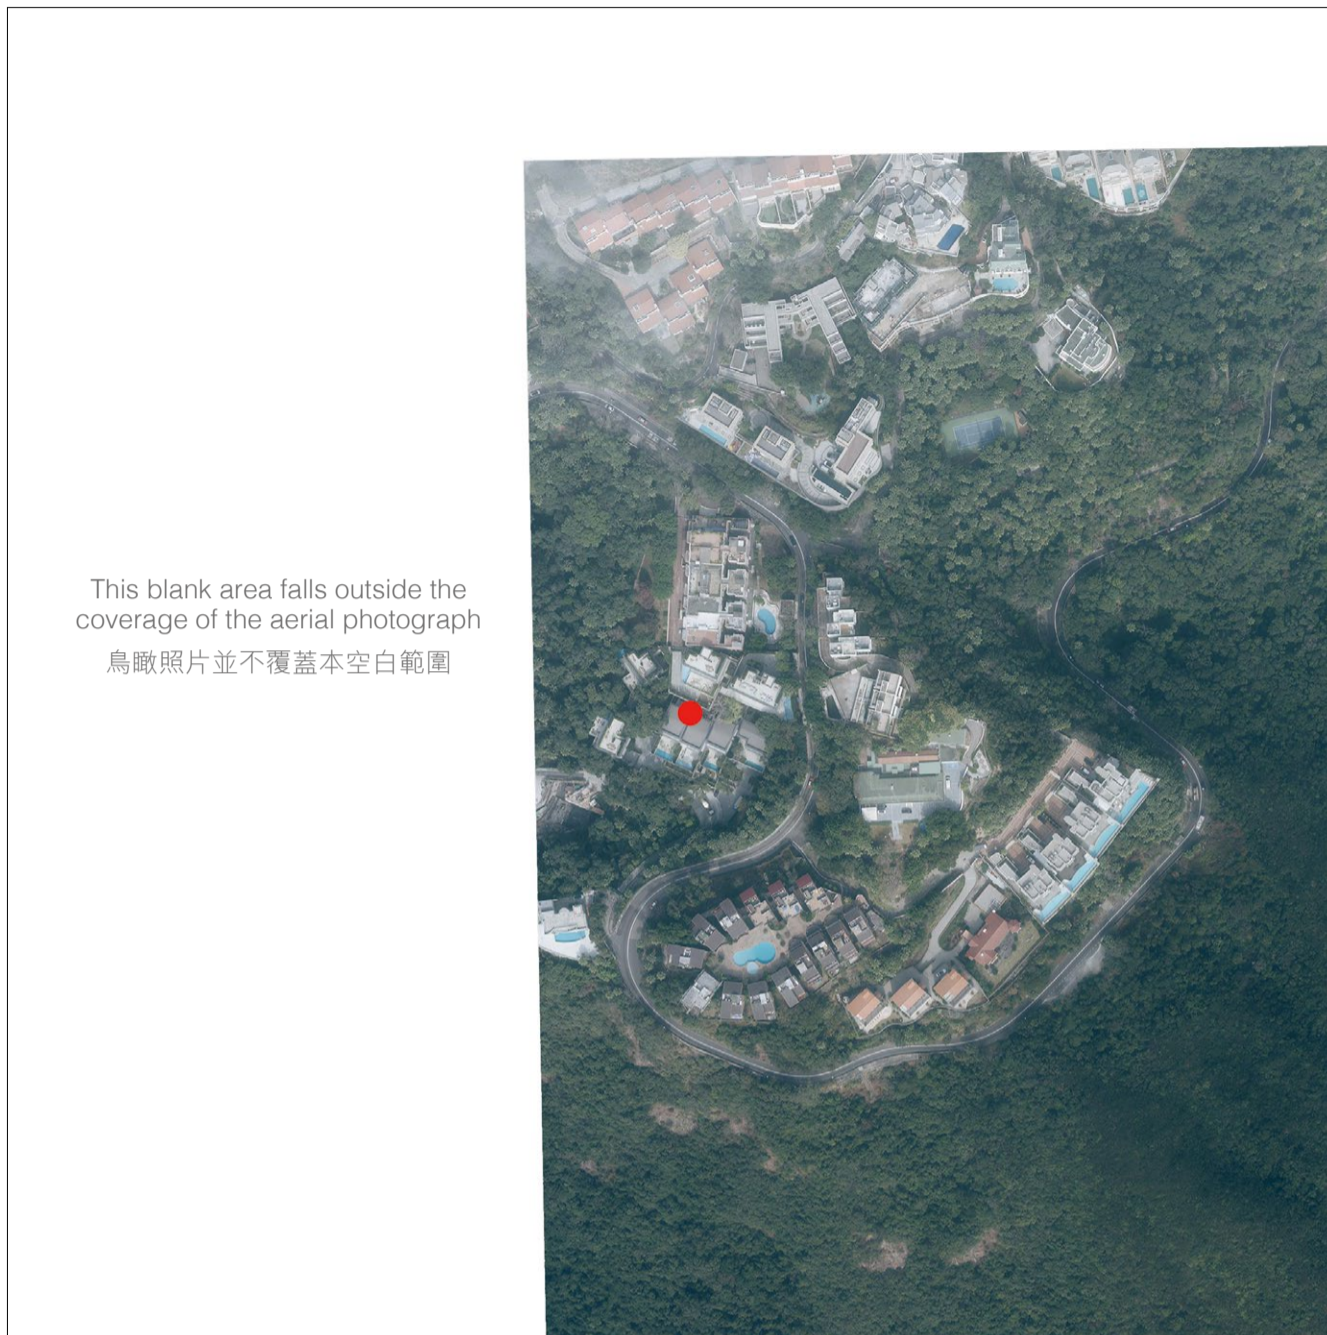 This blank area falls outside the
coverage of the aerial photograph
鳥瞰照片並不覆蓋本空白範圍